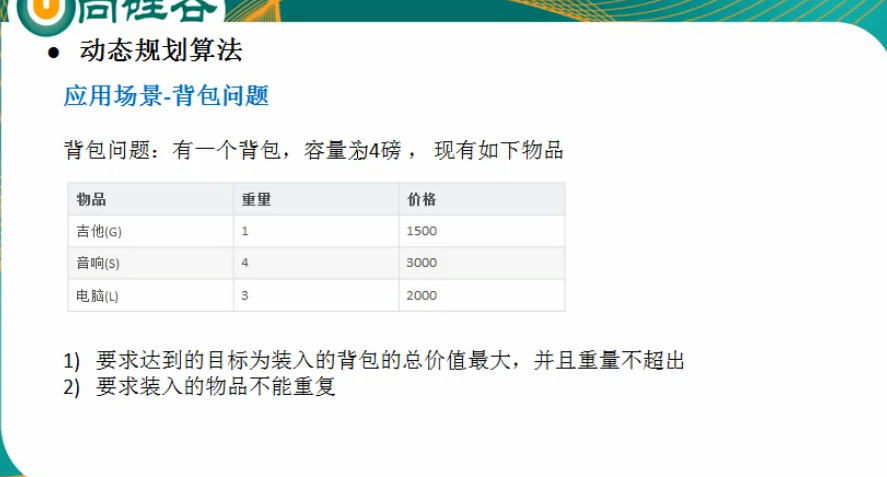 尚硅谷
● 动态规划算法
应用场景-背包问题
背包问题：有一个背包，容量为4磅 ， 现有如下物品
物品 重量 价格
吉他(G) 1 1500
音响(S) 4 3000
电脑(L) 3 2000
1) 要求达到的目标为装入的背包的总价值最大，并且重量不超出
2) 要求装入的物品不能重复